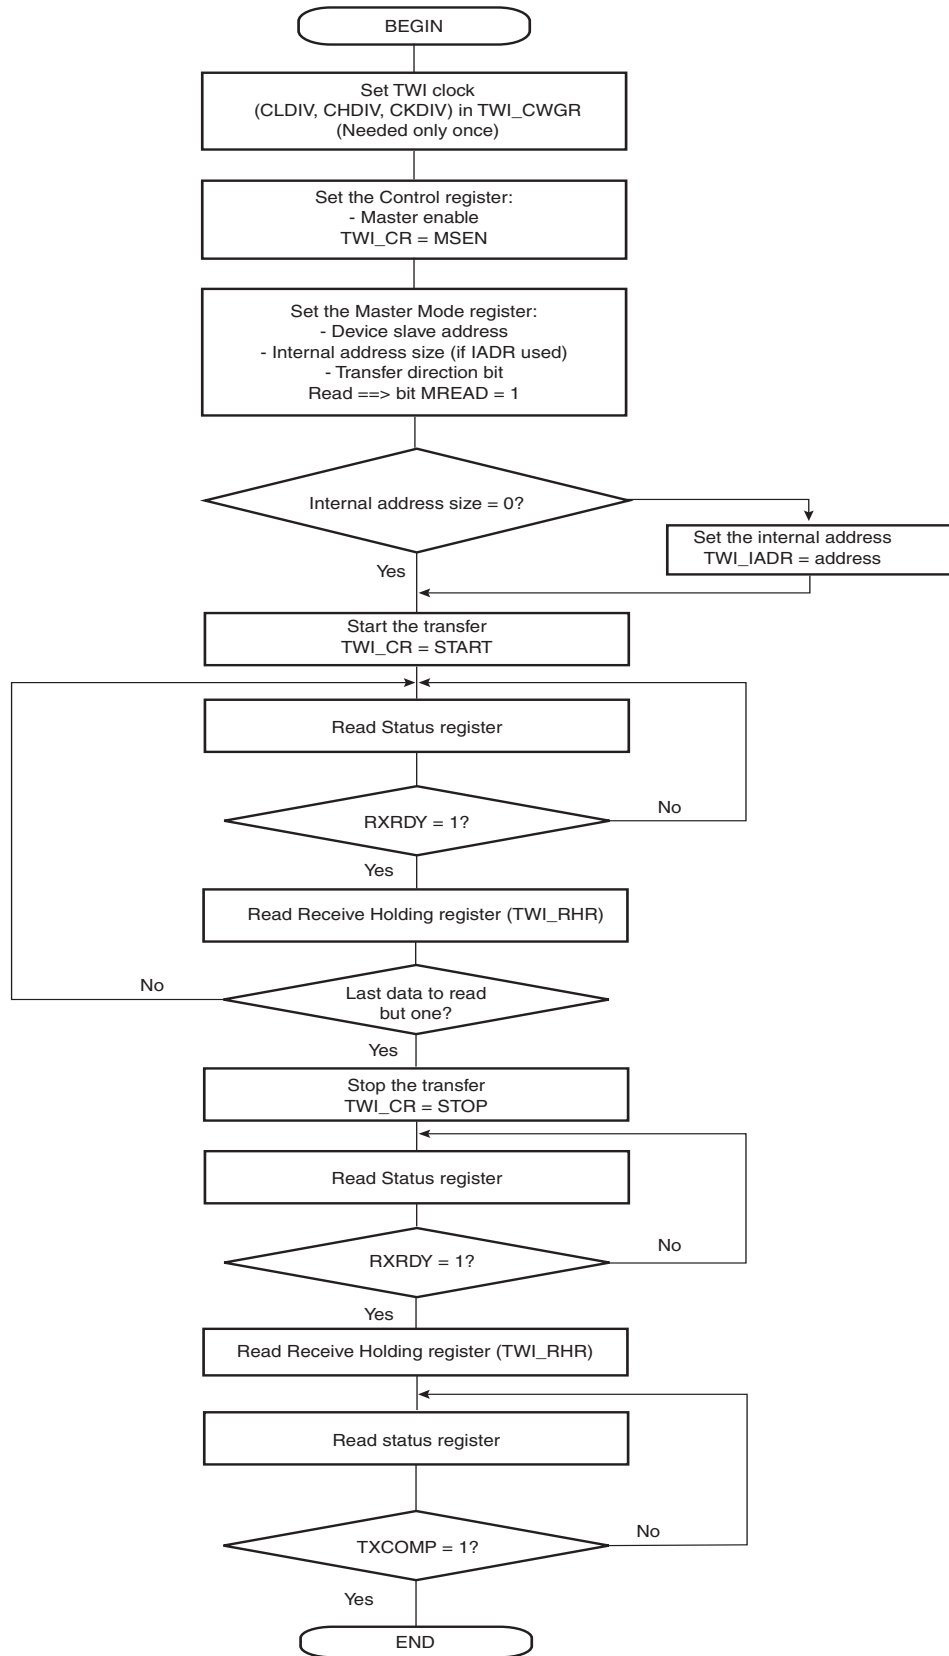 BEGIN
Set TWI clock
(CLDIV, CHDIV, CKDIV) in TWI_CWGR
(Needed only once)
Set the Control register:
- Master enable
TWI_CR = MSEN
Set the Master Mode register:
- Device slave address
- Internal address size (if IADR used)
- Transfer direction bit
Read ==> bit MREAD = 1
Internal address size = 0?
Set the internal address
TWI_IADR = address
Yes
Start the transfer
TWI_CR = START
Read Status register
RXRDY = 1?
No
Yes
Read Receive Holding register (TWI_RHR)
No
Last data to read
but one?
Yes
Stop the transfer
TWI_CR = STOP
Read Status register
RXRDY = 1?
No
Yes
Read Receive Holding register (TWI_RHR)
Read status register
TXCOMP = 1?
No
Yes
END